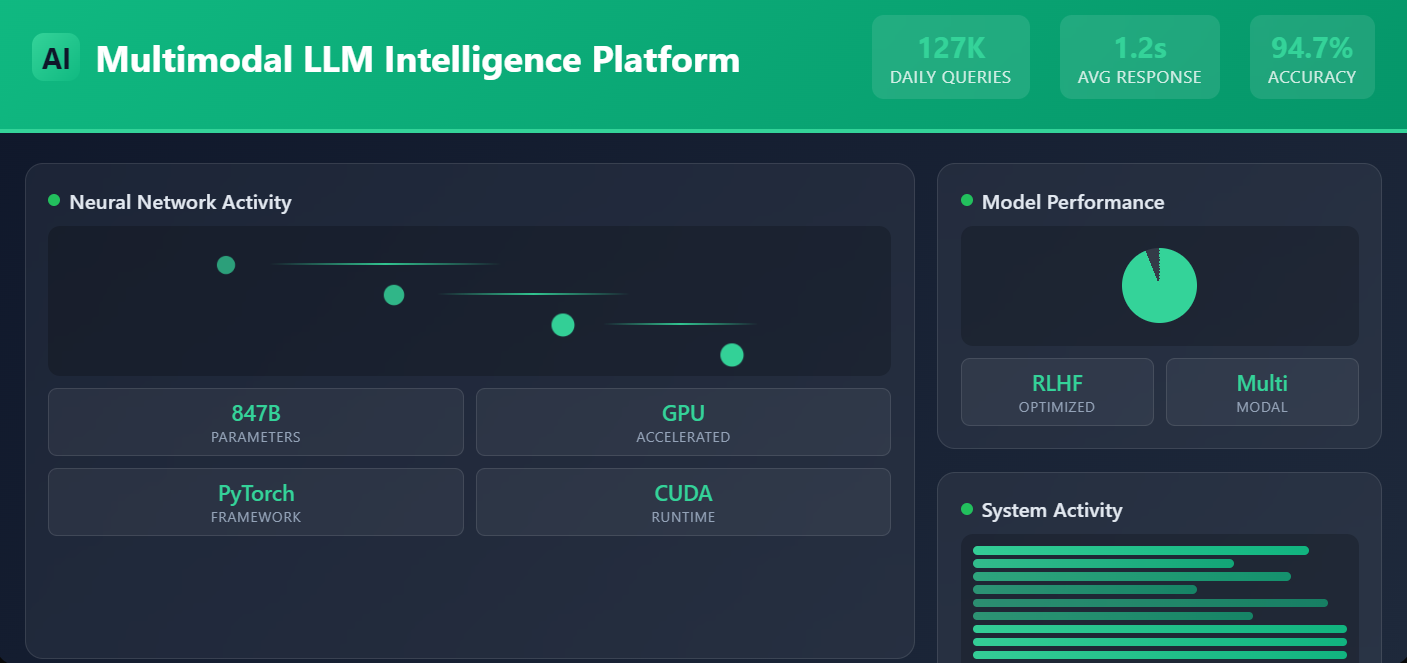 AI
Multimodal LLM Intelligence Platform
127K
DAILY QUERIES
1.2s
AVG RESPONSE
94.7%
ACCURACY
Neural Network Activity
847B
PARAMETERS
GPU
ACCELERATED
PyTorch
FRAMEWORK
CUDA
RUNTIME
Model Performance
RLHF
OPTIMIZED
Multi
MODAL
System Activity